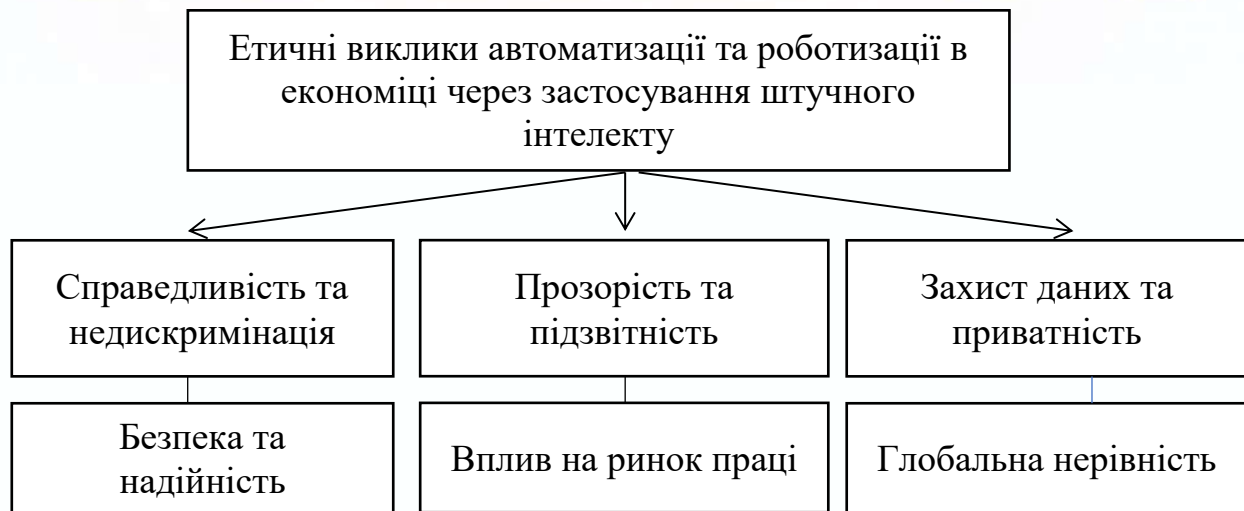 Етичні виклики автоматизації та роботизації в
економіці через застосування штучного
інтелекту
Справедливість та
недискримінація
Прозорість та
підзвітність
Захист даних та
приватність
Безпека та
надійність
Вплив на ринок праці
Глобальна нерівність